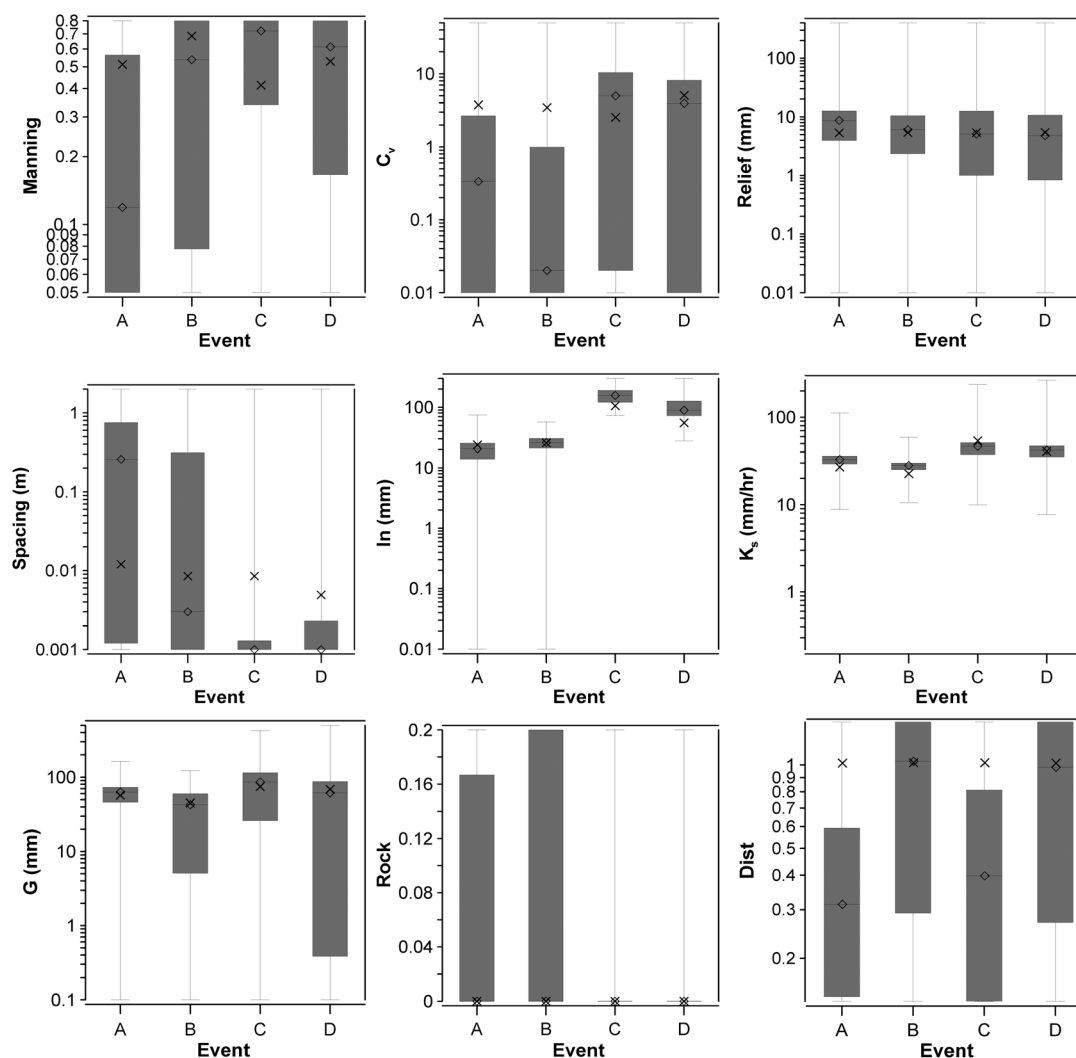 Manning
0.8
0.7
0.6
0.5
0.4
0.3
0.2
0.1
0.09
0.08
0.07
0.06
0.05
A B C D
Event
Cv
10
1
0.1
0.01
A B C D
Event
Relief (mm)
100
10
1
0.1
0.01
A B C D
Event
Spacing (m)
1
0.1
0.01
0.001
A B C D
Event
In (mm)
100
10
1
0.1
0.01
A B C D
Event
Ks (mm/hr)
100
10
1
A B C D
Event
G (mm)
100
10
1
0.1
A B C D
Event
Rock
0.2
0.16
0.12
0.08
0.04
0
A B C D
Event
Dist
1
0.9
0.8
0.7
0.6
0.5
0.4
0.3
0.2
A B C D
Event